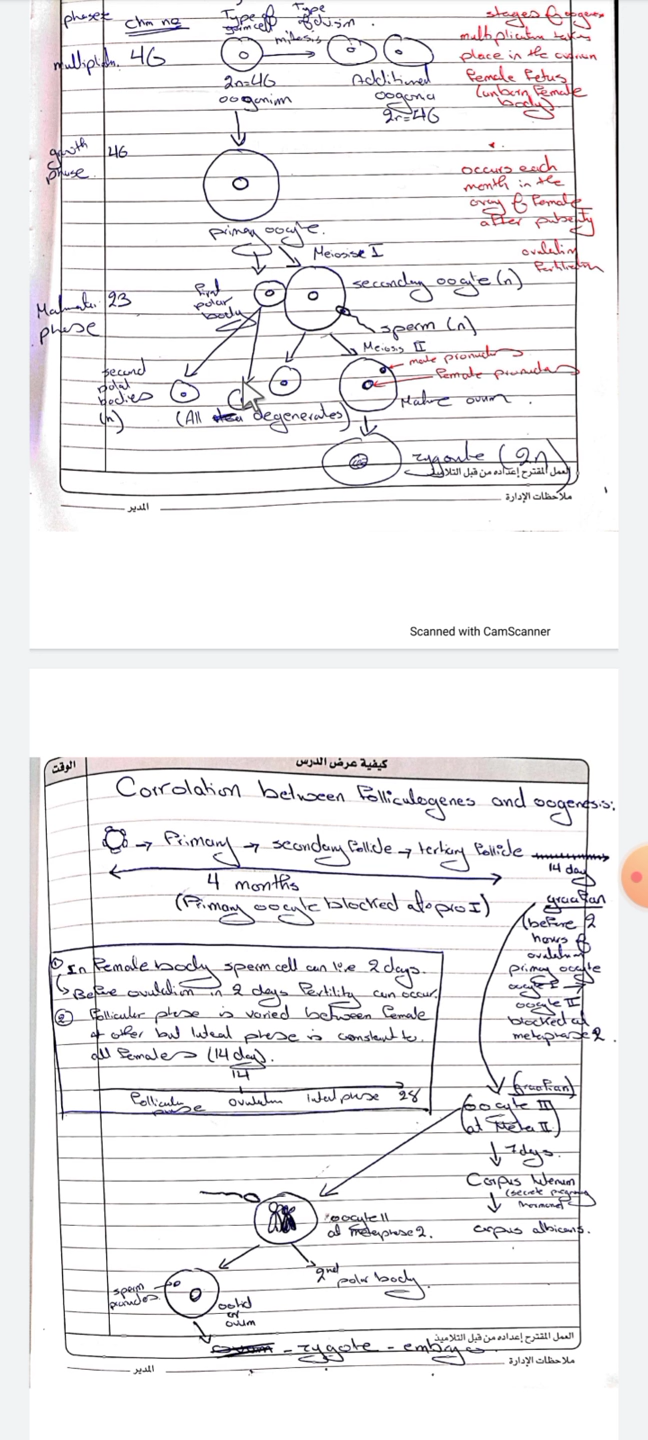 phases chm no Type of germ cell Type of division
stages of oogenes
multiplication takes
place in the ovarian
female fetus
(unborn female
body)
multiplicn. 46 mitosis
2n=46 Additional
oogonium oogonia
2n=46
growth 46
phase
occurs each
month in the
ovary of female
after puberty
primary oocyte.
Meiosise I
ovulation
fertilization
Maturate. 23
phase
first
polar
body
secondary oocyte (n)
sperm (n)
Meiosis II
male pronucleus
female pronucleus
second
polar
bodies
(n)
(All degenerates)
Mature ovum.
zygoute (2n)
العمل المقترح إعداده من قبل التلاميذ
ملاحظات الإدارة
المدير
Scanned with CamScanner
الوقت
كيفية عرض الدرس
Corrolation between Folliculogenes and oogenesis:
→ Primary → secondary follicle → tertiary follicle
14 day
4 months
(Primary oocyte blocked at pro I)
graafian
(before 2
hours of
ovulation
primary oocyte
oocyte I →
oocyte II
blocked at
metaphase 2.
① In Female body sperm cell can live 2 days.
↳ Before ovulation in 2 days fertility can occur.
② Follicular phase is varied between female
other but luteal phase is constant to
all females (14 day).
14
Follicular phase ovulation luteal phase 28
(graafian)
(oocyte II
at Meta II)
↓ 7 days.
Corpus luteum
(secrete
hormone)
corpus albicans.
oocyte II
at metaphase 2.
2nd polar body.
sperm
ootid
or
ovum
- zygote - embryo
العمل المقترح إعداده من قبل التلاميذ
ملاحظات الإدارة
المدير